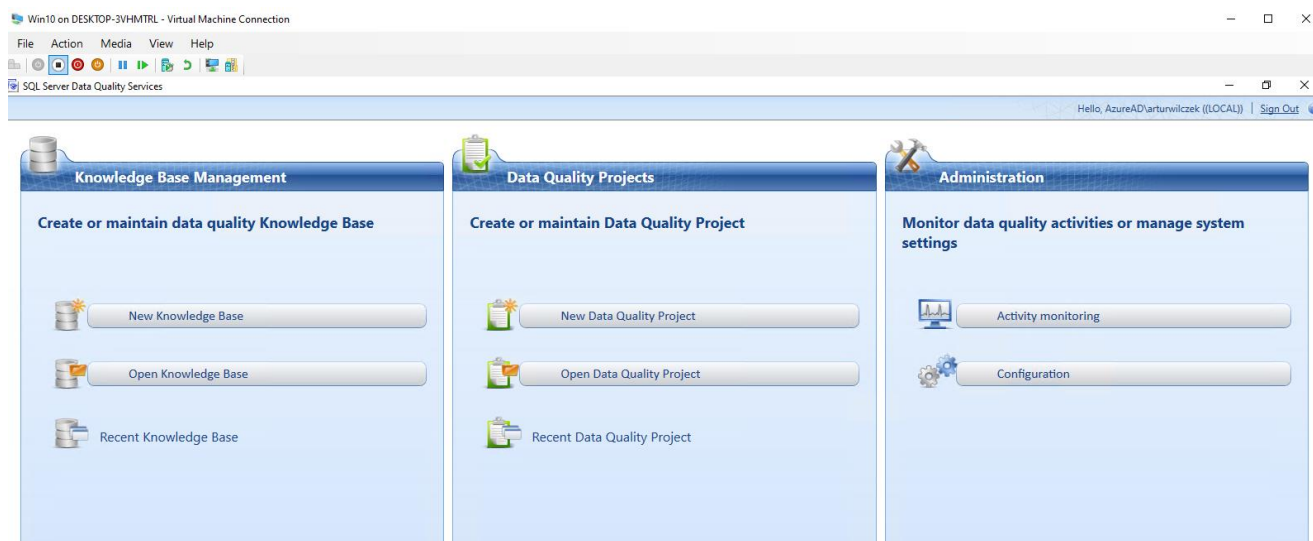 Win10 on DESKTOP-3VHMTRL - Virtual Machine Connection
File Action Media View Help
SQL Server Data Quality Services
Hello, AzureAD\arturwilczek ((LOCAL)) | Sign Out
Knowledge Base Management
Create or maintain data quality Knowledge Base
New Knowledge Base
Open Knowledge Base
Recent Knowledge Base
Data Quality Projects
Create or maintain Data Quality Project
New Data Quality Project
Open Data Quality Project
Recent Data Quality Project
Administration
Monitor data quality activities or manage system
settings
Activity monitoring
Configuration